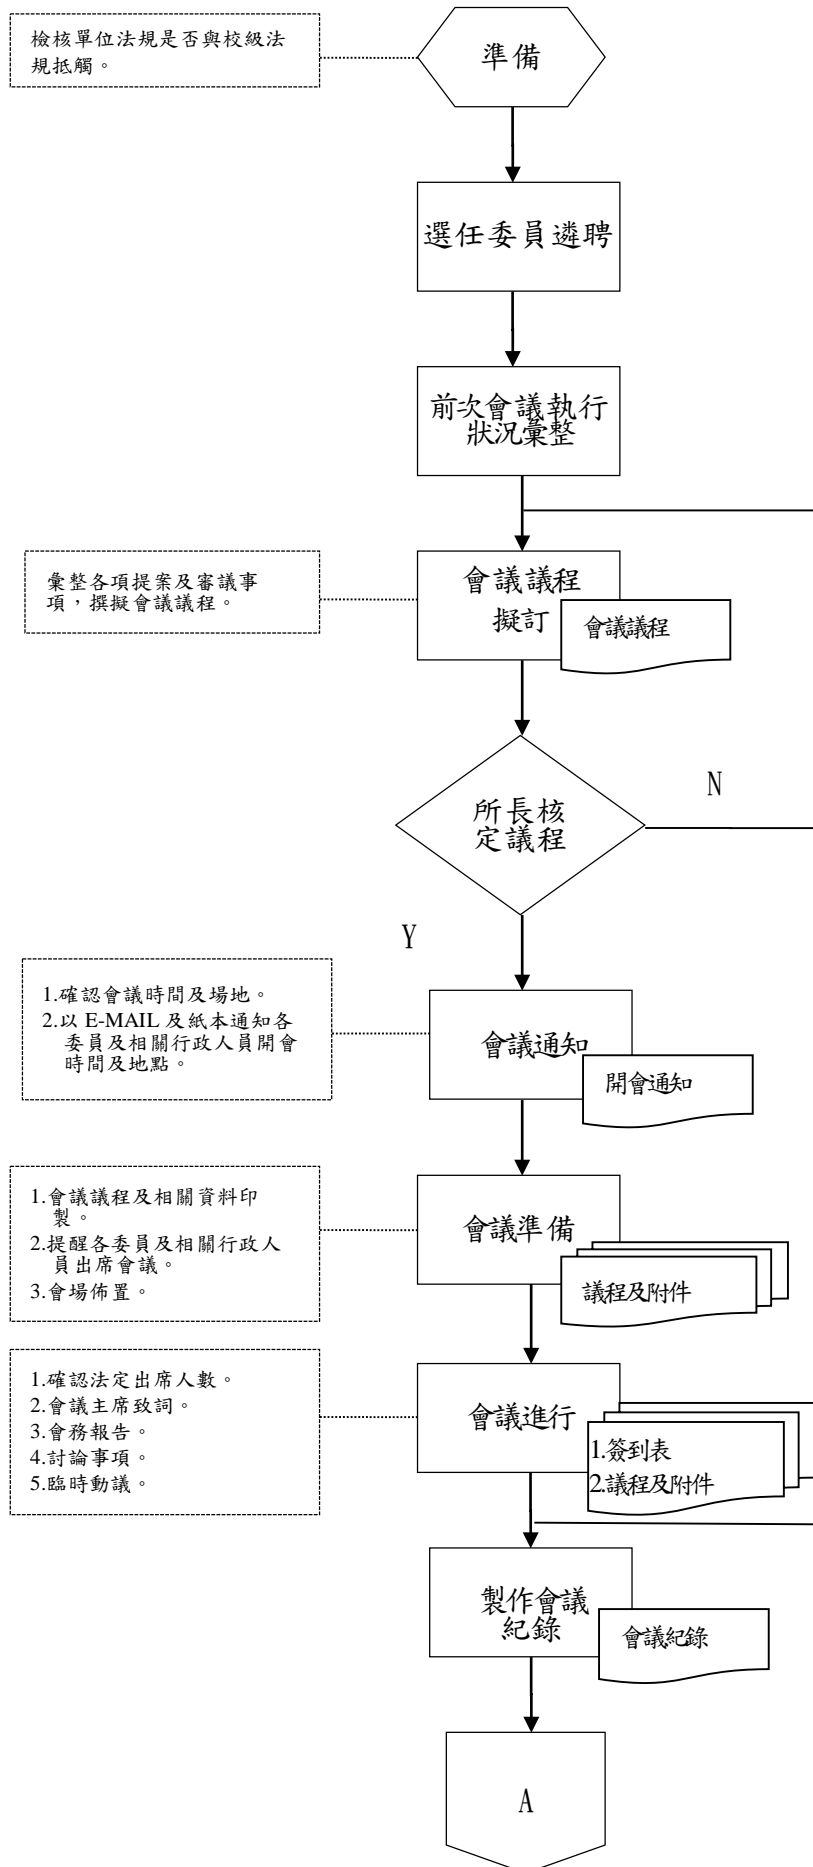 檢核單位法規是否與校級法
規抵觸。
準備
選任委員遴聘
前次會議執行
狀況彙整
彙整各項提案及審議事
項，撰擬會議議程。
會議議程
擬訂
會議議程
所長核
定議程
N
Y
1.確認會議時間及場地。
2.以 E-MAIL 及紙本通知各
委員及相關行政人員開會
時間及地點。
會議通知
開會通知
1.會議議程及相關資料印
製。
2.提醒各委員及相關行政人
員出席會議。
3.會場佈置。
會議準備
議程及附件
1.確認法定出席人數。
2.會議主席致詞。
3.會務報告。
4.討論事項。
5.臨時動議。
會議進行
1.簽到表
2.議程及附件
製作會議
紀錄
會議紀錄
A